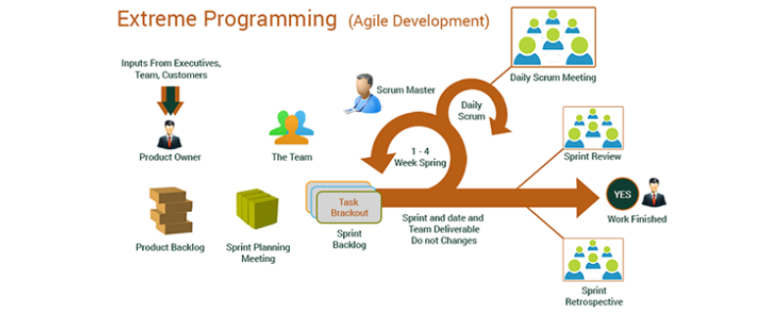 Extreme Programming (Agile Development)
Inputs From Executives,
Team, Customers
Product Owner
The Team
Scrum Master
Daily
Scrum
Daily Scrum Meeting
1 - 4
Week Spring
Sprint Review
Task
Brackout
YES
Work Finished
Product Backlog
Sprint Planning
Meeting
Sprint
Backlog
Sprint and date and
Team Deliverable
Do not Changes
Sprint
Retrospective